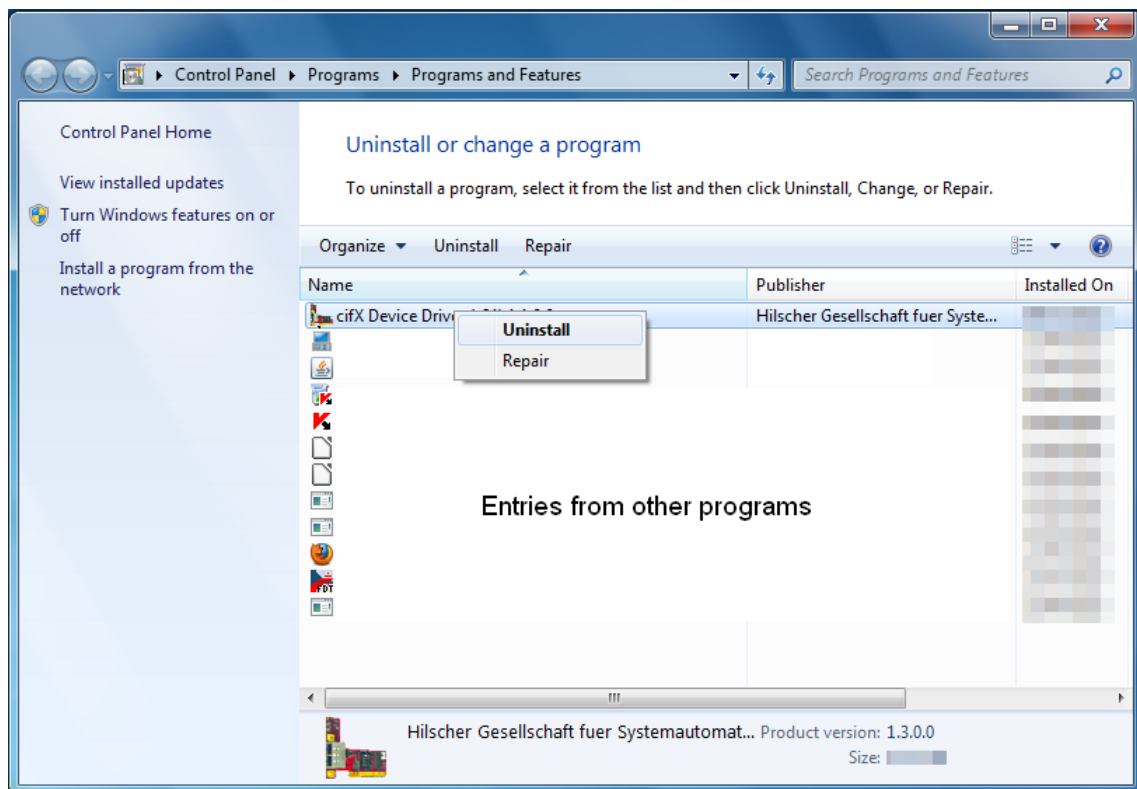 Control Panel Programs Programs and Features Search Programs and Features
Control Panel Home
View installed updates
Turn Windows features on or
off
Install a program from the
network
Uninstall or change a program
To uninstall a program, select it from the list and then click Uninstall, Change, or Repair.
Organize Uninstall Repair
Name Publisher Installed On
cifX Device Hilscher Gesellschaft fuer Syste...
Uninstall
Repair
Entries from other programs
FDT
Hilscher Gesellschaft fuer Systemautomat... Product version: 1.3.0.0
Size: